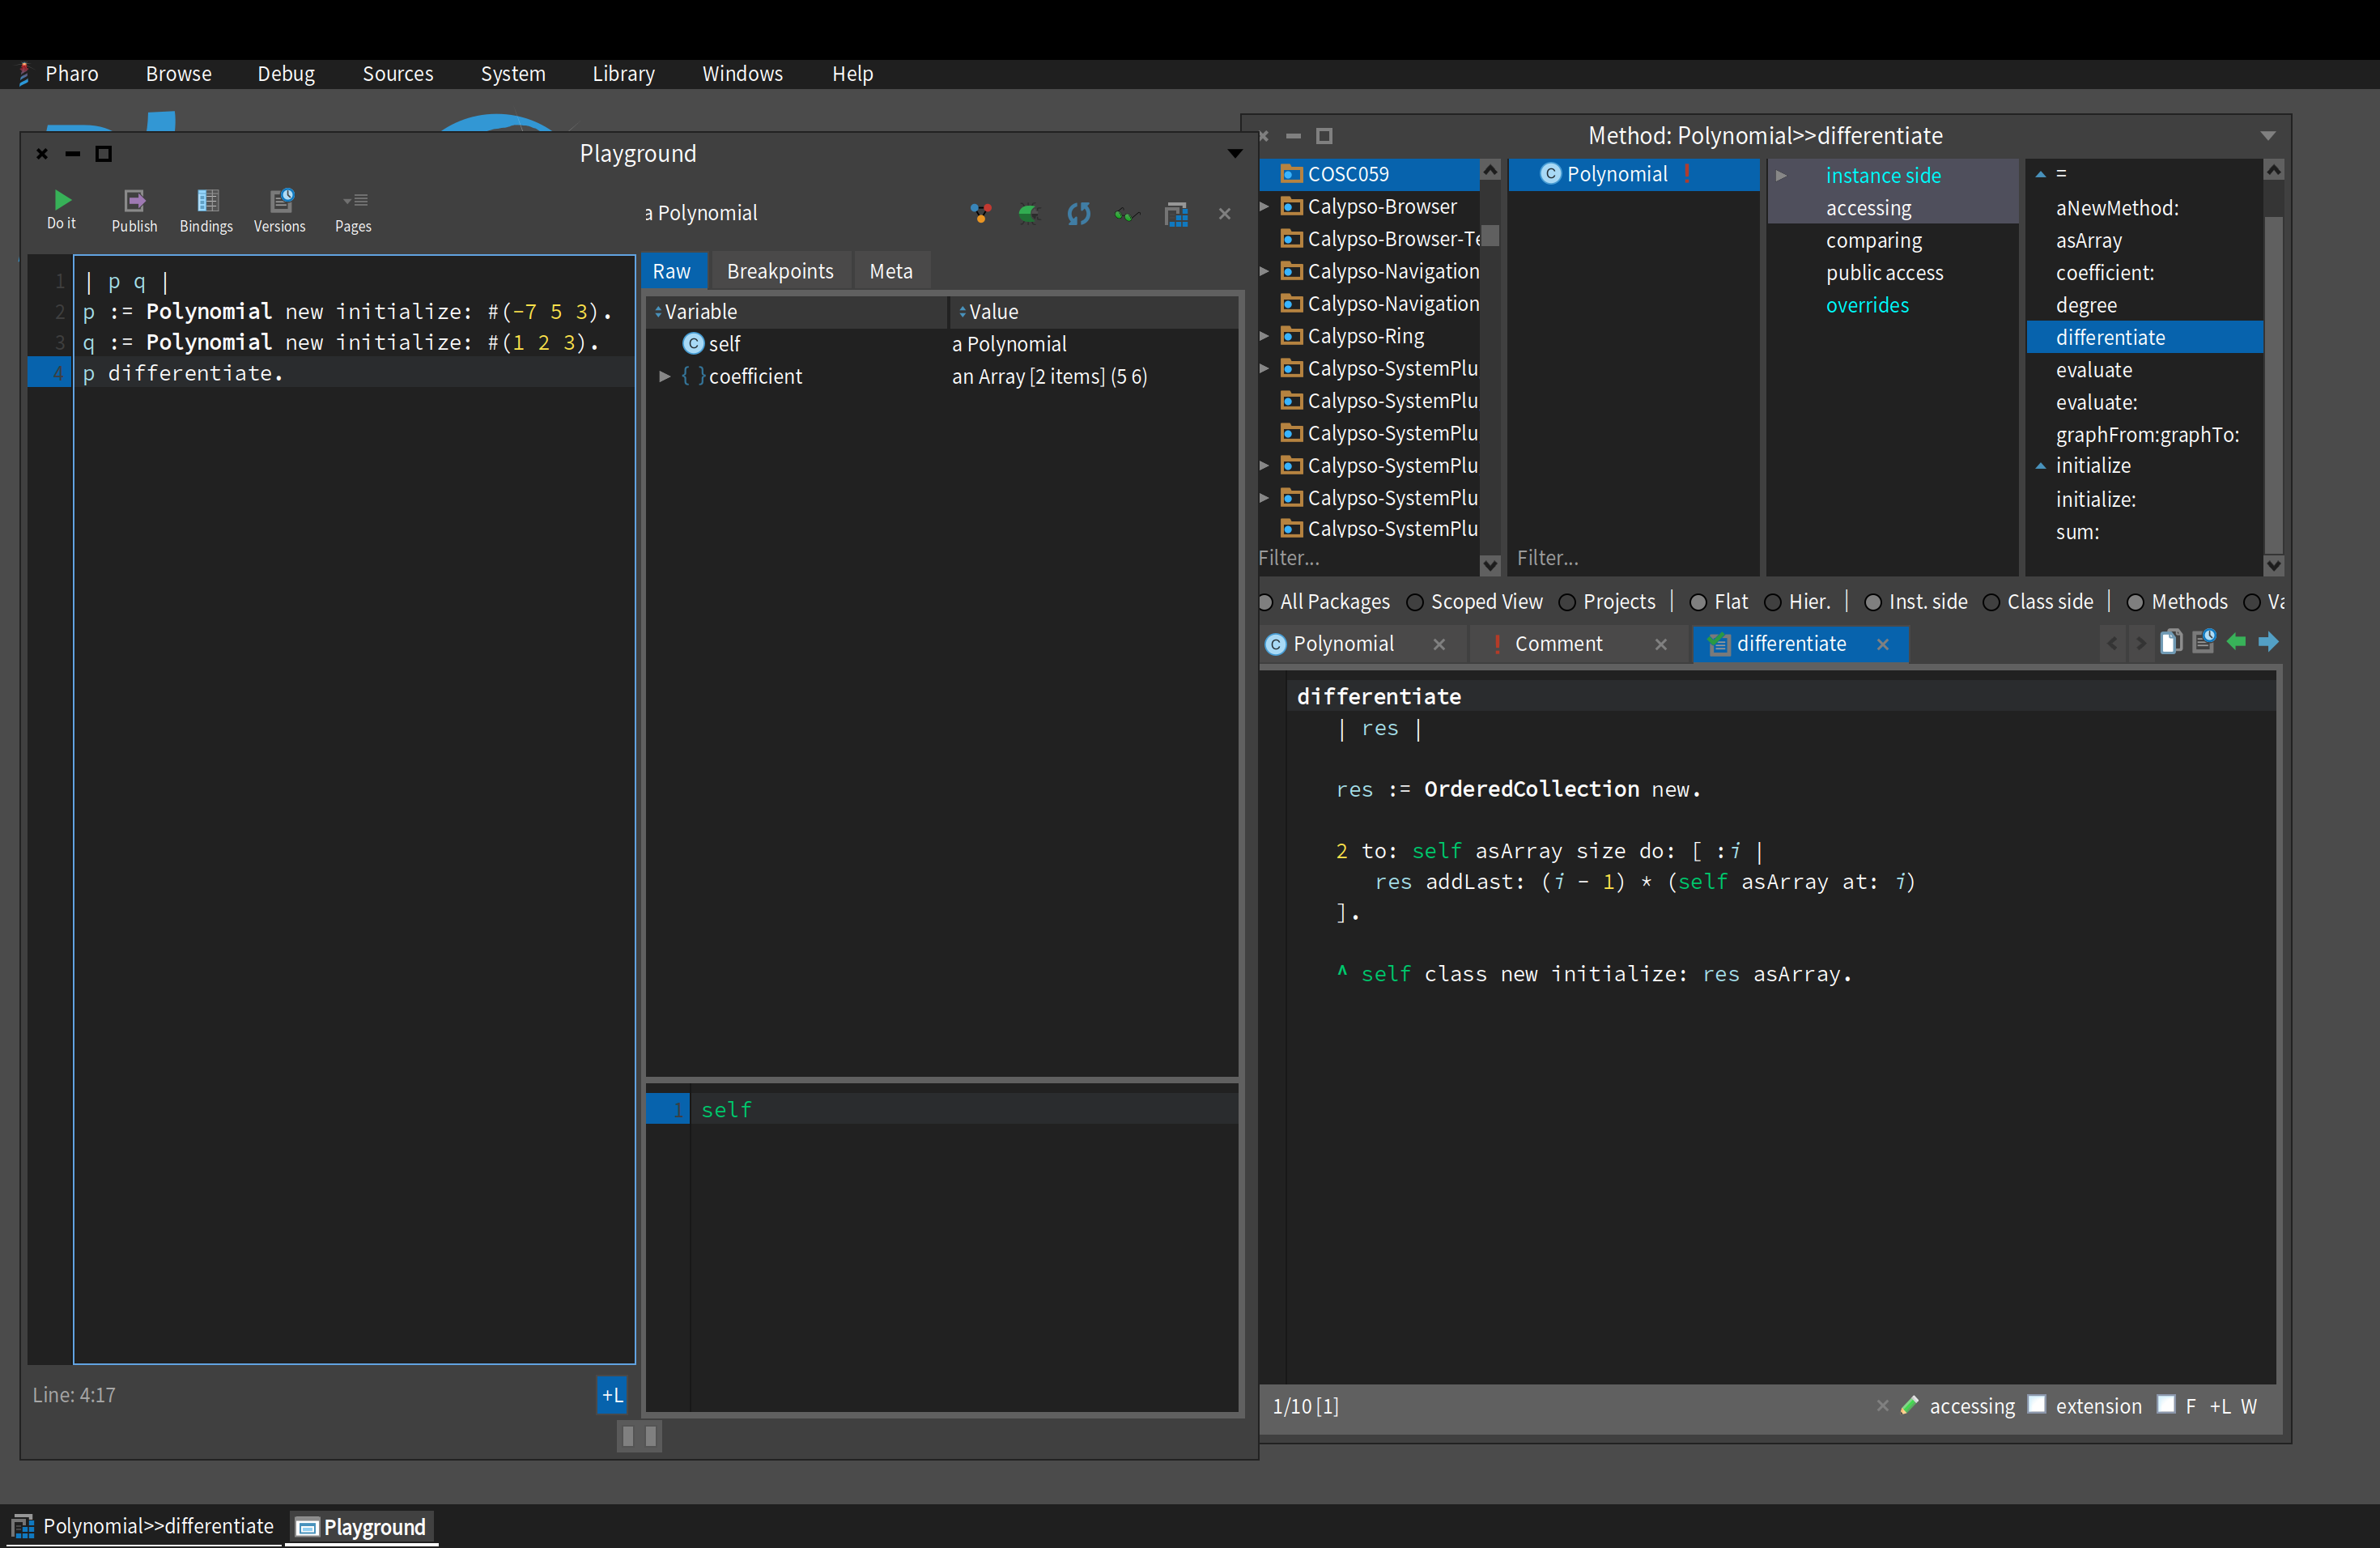 Pharo Browse Debug Sources System Library Windows Help
Playground
Do it Publish Bindings Versions Pages
1 | p q |
2 p := Polynomial new initialize: #(-7 5 3).
3 q := Polynomial new initialize: #(1 2 3).
4 p differentiate.
Line: 4:17
+L
a Polynomial
Raw Breakpoints Meta
Variable Value
self a Polynomial
{ } coefficient an Array [2 items] (5 6)
1 self
Method: Polynomial>>differentiate
COSC059
Calypso-Browser
Calypso-Browser-Te
Calypso-Navigation
Calypso-Navigation
Calypso-Ring
Calypso-SystemPlu
Calypso-SystemPlu
Calypso-SystemPlu
Calypso-SystemPlu
Calypso-SystemPlu
Calypso-SystemPlu
Filter...
C Polynomial !
Filter...
instance side
accessing
comparing
public access
overrides
=
aNewMethod:
asArray
coefficient:
degree
differentiate
evaluate
evaluate:
graphFrom:graphTo:
initialize
initialize:
sum:
All Packages Scoped View Projects | Flat Hier. | Inst. side Class side | Methods Va
C Polynomial ! Comment differentiate
differentiate
| res |
res := OrderedCollection new.
2 to: self asArray size do: [ :i |
res addLast: (i - 1) * (self asArray at: i)
].
^ self class new initialize: res asArray.
1/10 [1] accessing extension F +L W
Polynomial>>differentiate Playground